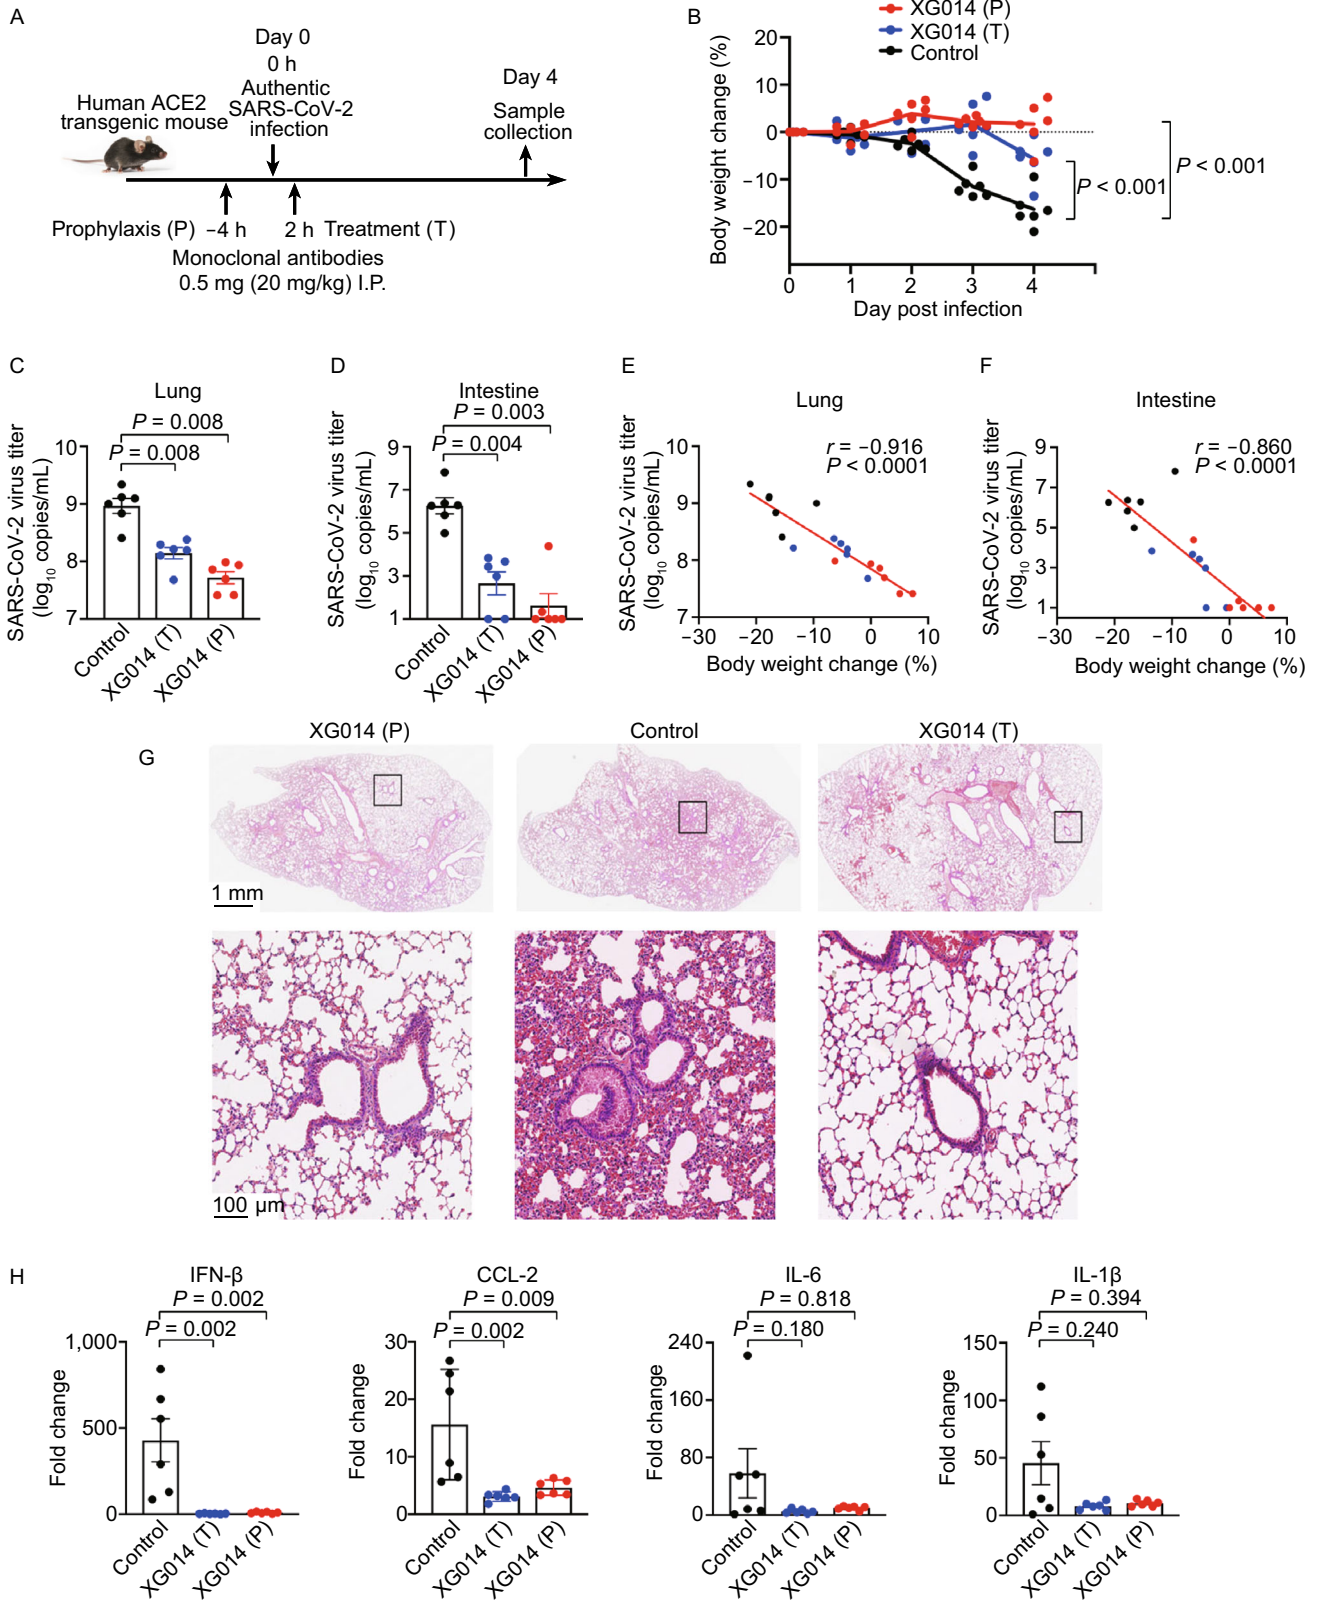 A
Day 0
0 h
Authentic
SARS-CoV-2
infection
Human ACE2
transgenic mouse
Day 4
Sample
collection
Prophylaxis (P)
−4 h
2 h
Treatment (T)
Monoclonal antibodies
0.5 mg (20 mg/kg) I.P.
B
XG014 (P)
XG014 (T)
Control
Body weight change (%)
20
10
0
−10
−20
0 1 2 3 4
Day post infection
P < 0.001
P < 0.001
C
Lung
P = 0.008
P = 0.008
SARS-CoV-2 virus titer
(log10 copies/mL)
10
9
8
7
Control
XG014 (T)
XG014 (P)
D
Intestine
P = 0.003
P = 0.004
SARS-CoV-2 virus titer
(log10 copies/mL)
9
7
5
3
1
Control
XG014 (T)
XG014 (P)
E
Lung
r = −0.916
P < 0.0001
SARS-CoV-2 virus titer
(log10 copies/mL)
10
9
8
7
−30 −20 −10 0 10
Body weight change (%)
F
Intestine
r = −0.860
P < 0.0001
SARS-CoV-2 virus titer
(log10 copies/mL)
9
7
5
3
1
−30 −20 −10 0 10
Body weight change (%)
G
XG014 (P)
Control
XG014 (T)
1 mm
100 µm
H
IFN-β
P = 0.002
P = 0.002
Fold change
1,000
500
0
Control
XG014 (T)
XG014 (P)
CCL-2
P = 0.009
P = 0.002
Fold change
30
20
10
0
Control
XG014 (T)
XG014 (P)
IL-6
P = 0.818
P = 0.180
Fold change
240
160
80
0
Control
XG014 (T)
XG014 (P)
IL-1β
P = 0.394
P = 0.240
Fold change
150
100
50
0
Control
XG014 (T)
XG014 (P)